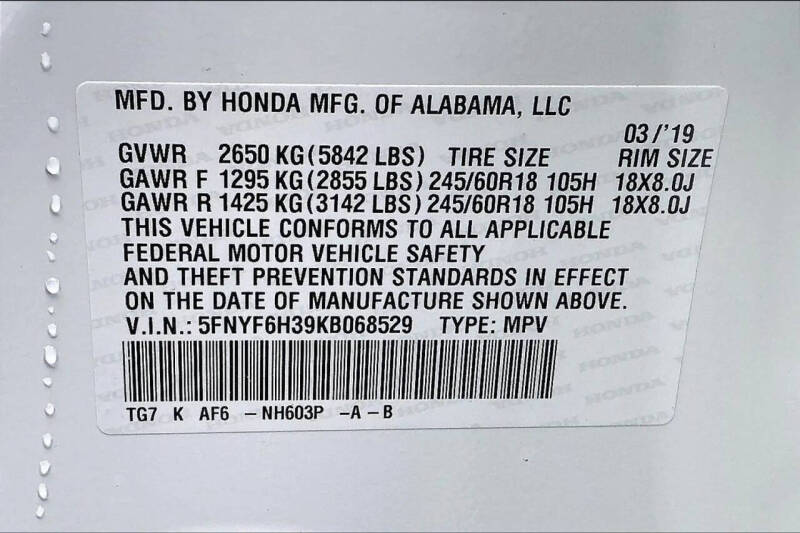 MFD. BY HONDA MFG. OF ALABAMA, LLC
03/'19
GVWR 2650 KG(5842 LBS) TIRE SIZE RIM SIZE
GAWR F 1295 KG(2855 LBS) 245/60R18 105H 18X8.0J
GAWR R 1425 KG(3142 LBS) 245/60R18 105H 18X8.0J
THIS VEHICLE CONFORMS TO ALL APPLICABLE
FEDERAL MOTOR VEHICLE SAFETY
AND THEFT PREVENTION STANDARDS IN EFFECT
ON THE DATE OF MANUFACTURE SHOWN ABOVE.
V.I.N.: 5FNYF6H39KB068529 TYPE: MPV
TG7 K AF6 -NH603P -A-B